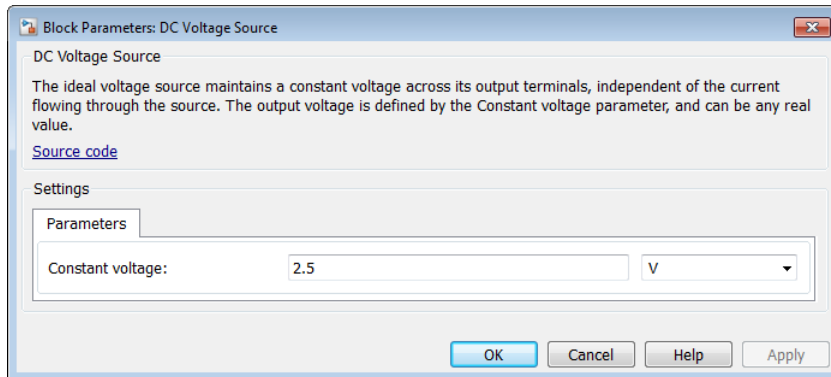 Block Parameters: DC Voltage Source
DC Voltage Source
The ideal voltage source maintains a constant voltage across its output terminals, independent of the current
flowing through the source. The output voltage is defined by the Constant voltage parameter, and can be any real
value.
Source code
Settings
Parameters
Constant voltage: 2.5 V
OK Cancel Help Apply